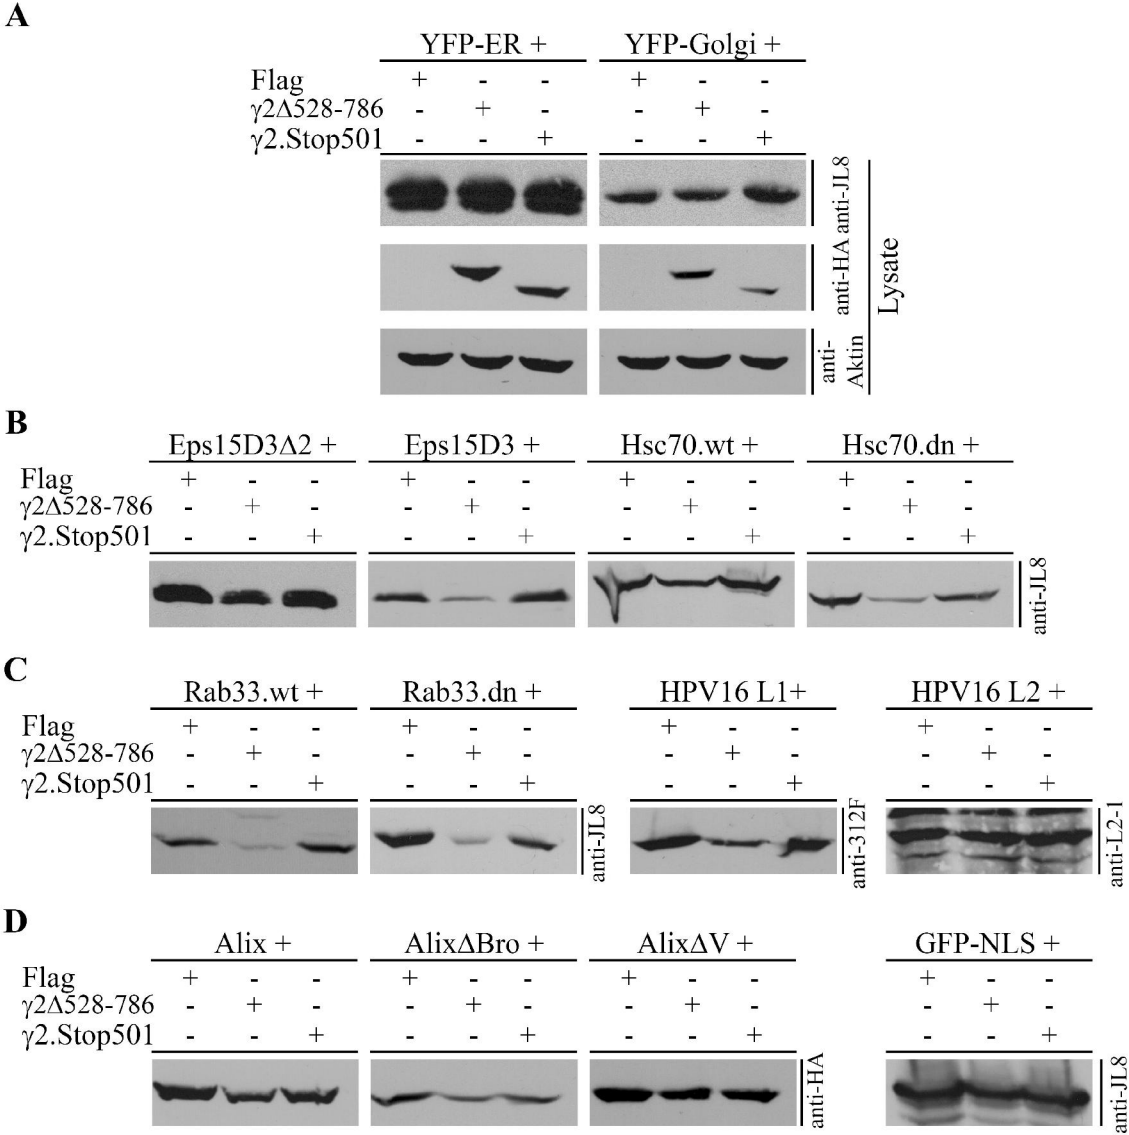 A
YFP-ER + YFP-Golgi +
Flag + - - + - -
γ2Δ528-786 - + - - + -
γ2.Stop501 - - + - - +
anti-JL8
anti-HA
anti-
Aktin
Lysate
B
Eps15D3Δ2 + Eps15D3 + Hsc70.wt + Hsc70.dn +
Flag + - - + - - + - - + - -
γ2Δ528-786 - + - - + - - + - - + -
γ2.Stop501 - - + - - + - - + - - +
anti-JL8
C
Rab33.wt + Rab33.dn + HPV16 L1+ HPV16 L2 +
Flag + - - + - - + - - + - -
γ2Δ528-786 - + - - + - - + - - + -
γ2.Stop501 - - + - - + - - + - - +
anti-JL8
anti-312F
anti-L2-1
D
Alix + AlixΔBro + AlixΔV + GFP-NLS +
Flag + - - + - - + - - + - -
γ2Δ528-786 - + - - + - - + - - + -
γ2.Stop501 - - + - - + - - + - - +
anti-HA
anti-JL8